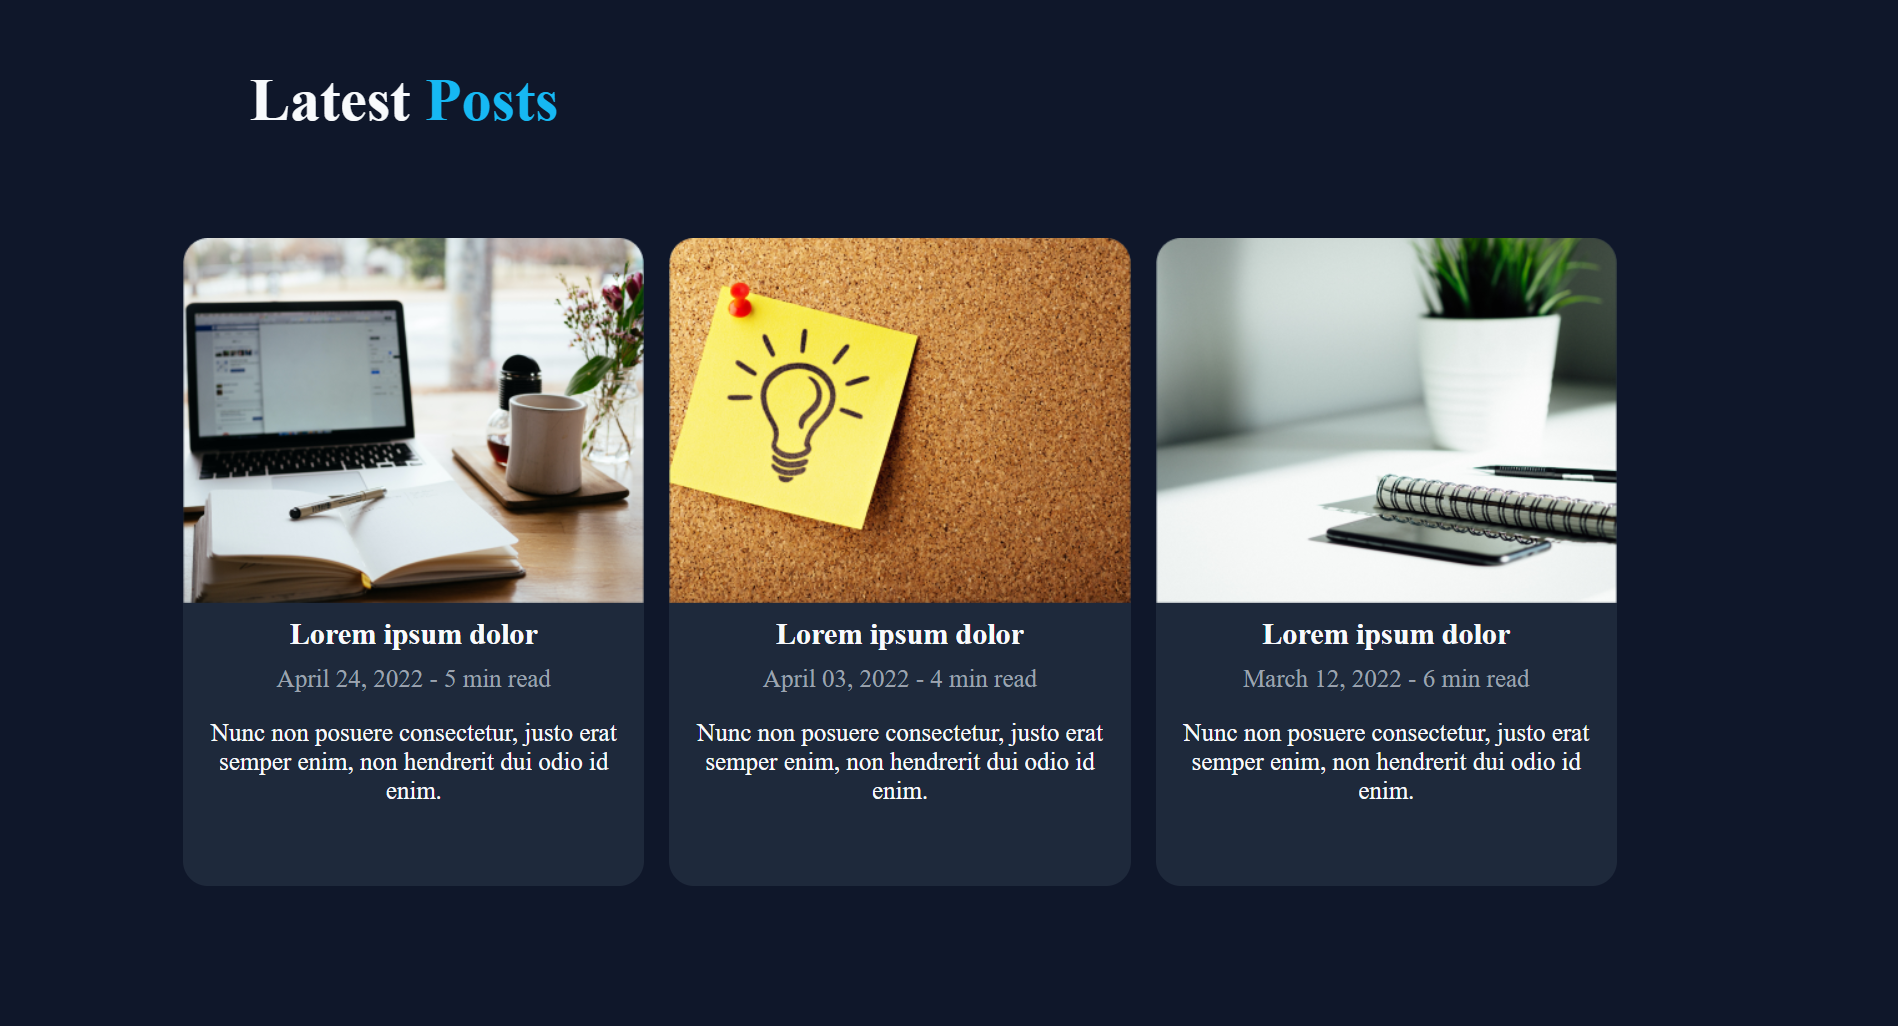 Latest Posts
Lorem ipsum dolor
April 24, 2022 - 5 min read
Nunc non posuere consectetur, justo erat
semper enim, non hendrerit dui odio id
enim.
Lorem ipsum dolor
April 03, 2022 - 4 min read
Nunc non posuere consectetur, justo erat
semper enim, non hendrerit dui odio id
enim.
Lorem ipsum dolor
March 12, 2022 - 6 min read
Nunc non posuere consectetur, justo erat
semper enim, non hendrerit dui odio id
enim.